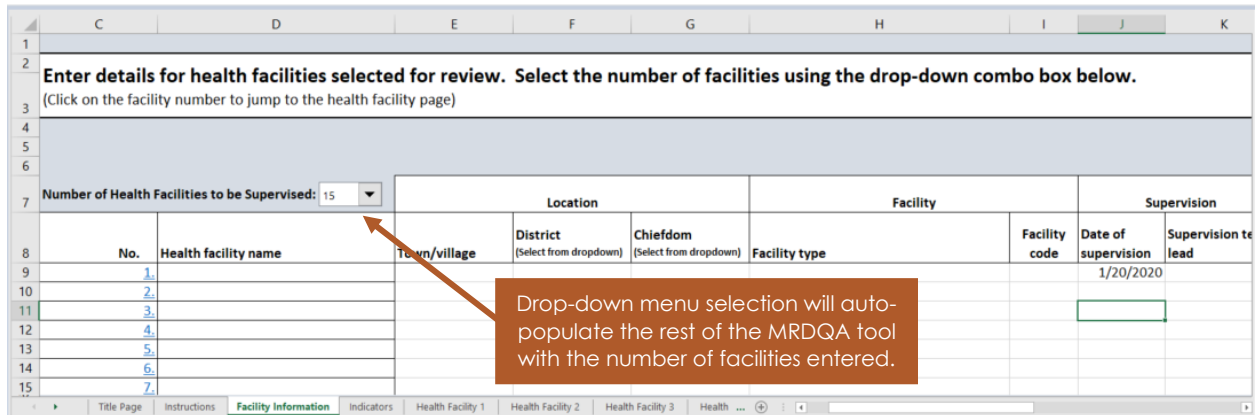 C D E F G H I J K
1
2
Enter details for health facilities selected for review. Select the number of facilities using the drop-down combo box below.
3 (Click on the facility number to jump to the health facility page)
4
5
6
7 Number of Health Facilities to be Supervised: 15 Location Facility Supervision
8 No. Health facility name Town/village District (Select from dropdown) Chiefdom (Select from dropdown) Facility type Facility code Date of supervision Supervision te lead
9 1. 1/20/2020
10 2.
11 3.
12 4.
13 5.
14 6.
15 7.
Drop-down menu selection will auto-
populate the rest of the MRDQA tool
with the number of facilities entered.
Title Page Instructions Facility Information Indicators Health Facility 1 Health Facility 2 Health Facility 3 Health ...